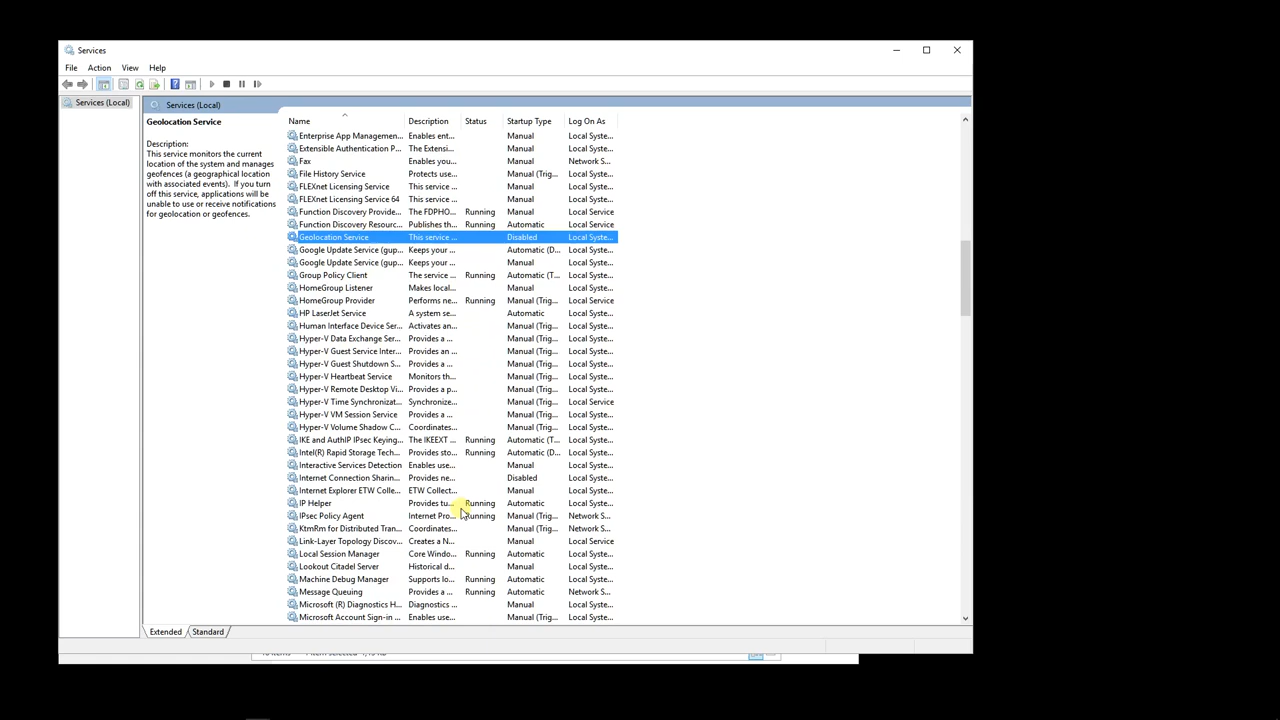 Services
File Action View Help
Services (Local)
Services (Local)
Geolocation Service
Description:
This service monitors the current
location of the system and manages
geofences (a geographical location
with associated events). If you turn
off this service, applications will be
unable to use or receive notifications
for geolocation or geofences.
Name Description Status Startup Type Log On As
Enterprise App Managemen... Enables ent... Manual Local Syste...
Extensible Authentication P... The Extensi... Manual Local Syste...
Fax Enables you... Manual Network S...
File History Service Protects use... Manual (Trig... Local Syste...
FLEXnet Licensing Service This service ... Manual Local Syste...
FLEXnet Licensing Service 64 This service ... Manual Local Syste...
Function Discovery Provide... The FDPHO... Running Manual Local Service
Function Discovery Resourc... Publishes th... Running Automatic Local Service
Geolocation Service This service ... Disabled Local Syste...
Google Update Service (gup... Keeps your ... Automatic (D... Local Syste...
Google Update Service (gup... Keeps your ... Manual Local Syste...
Group Policy Client The service ... Running Automatic (T... Local Syste...
HomeGroup Listener Makes local... Manual Local Syste...
HomeGroup Provider Performs ne... Running Manual (Trig... Local Service
HP LaserJet Service A system se... Automatic Local Syste...
Human Interface Device Ser... Activates an... Manual (Trig... Local Syste...
Hyper-V Data Exchange Ser... Provides a ... Manual (Trig... Local Syste...
Hyper-V Guest Service Inter... Provides an ... Manual (Trig... Local Syste...
Hyper-V Guest Shutdown S... Provides a ... Manual (Trig... Local Syste...
Hyper-V Heartbeat Service Monitors th... Manual (Trig... Local Syste...
Hyper-V Remote Desktop Vi... Provides a p... Manual (Trig... Local Syste...
Hyper-V Time Synchronizat... Synchronize... Manual (Trig... Local Service
Hyper-V VM Session Service Provides a ... Manual (Trig... Local Syste...
Hyper-V Volume Shadow C... Coordinates... Manual (Trig... Local Syste...
IKE and AuthIP IPsec Keying... The IKEEXT ... Running Automatic (T... Local Syste...
Intel(R) Rapid Storage Tech... Provides sto... Running Automatic (D... Local Syste...
Interactive Services Detection Enables use... Manual Local Syste...
Internet Connection Sharin... Provides ne... Disabled Local Syste...
Internet Explorer ETW Colle... ETW Collect... Manual Local Syste...
IP Helper Provides tu... Running Automatic Local Syste...
IPsec Policy Agent Internet Pro... Running Manual (Trig... Network S...
KtmRm for Distributed Tran... Coordinates... Manual (Trig... Network S...
Link-Layer Topology Discov... Creates a N... Manual Local Service
Local Session Manager Core Windo... Running Automatic Local Syste...
Lookout Citadel Server Historical d... Manual Local Syste...
Machine Debug Manager Supports lo... Running Automatic Local Syste...
Message Queuing Provides a ... Running Automatic Network S...
Microsoft (R) Diagnostics H... Diagnostics ... Manual Local Syste...
Microsoft Account Sign-in ... Enables use... Manual (Trig... Local Syste...
Extended Standard